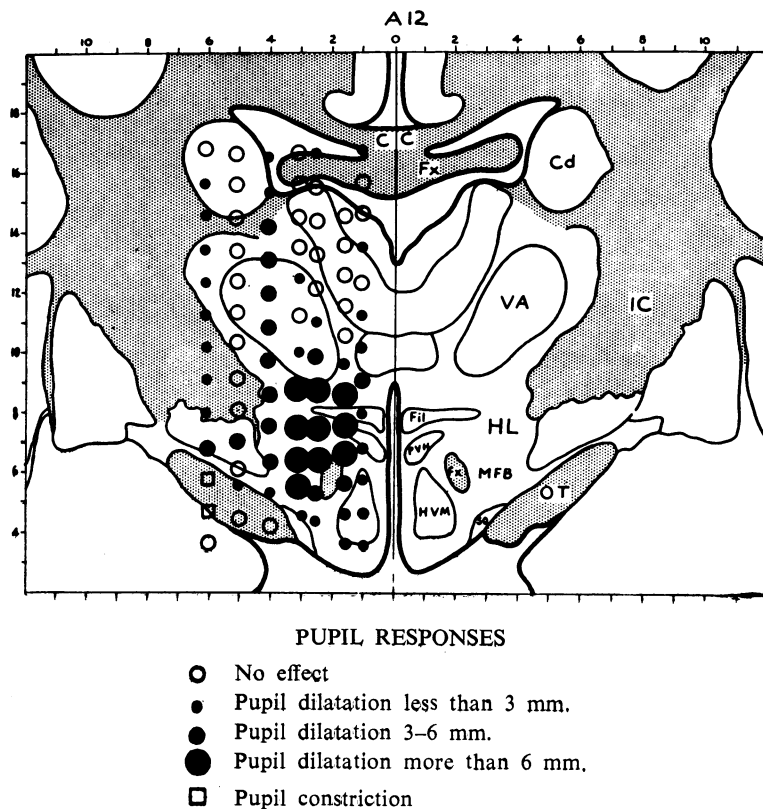 A12
10 8 6 4 2 0 2 4 6 8 10
18
16
14
12
10
8
6
4
C C
Fx
Cd
VA
IC
Fil
HL
PVH
Fx
MFB
OT
HVM
So
PUPIL RESPONSES
No effect
Pupil dilatation less than 3 mm.
Pupil dilatation 3–6 mm.
Pupil dilatation more than 6 mm.
Pupil constriction